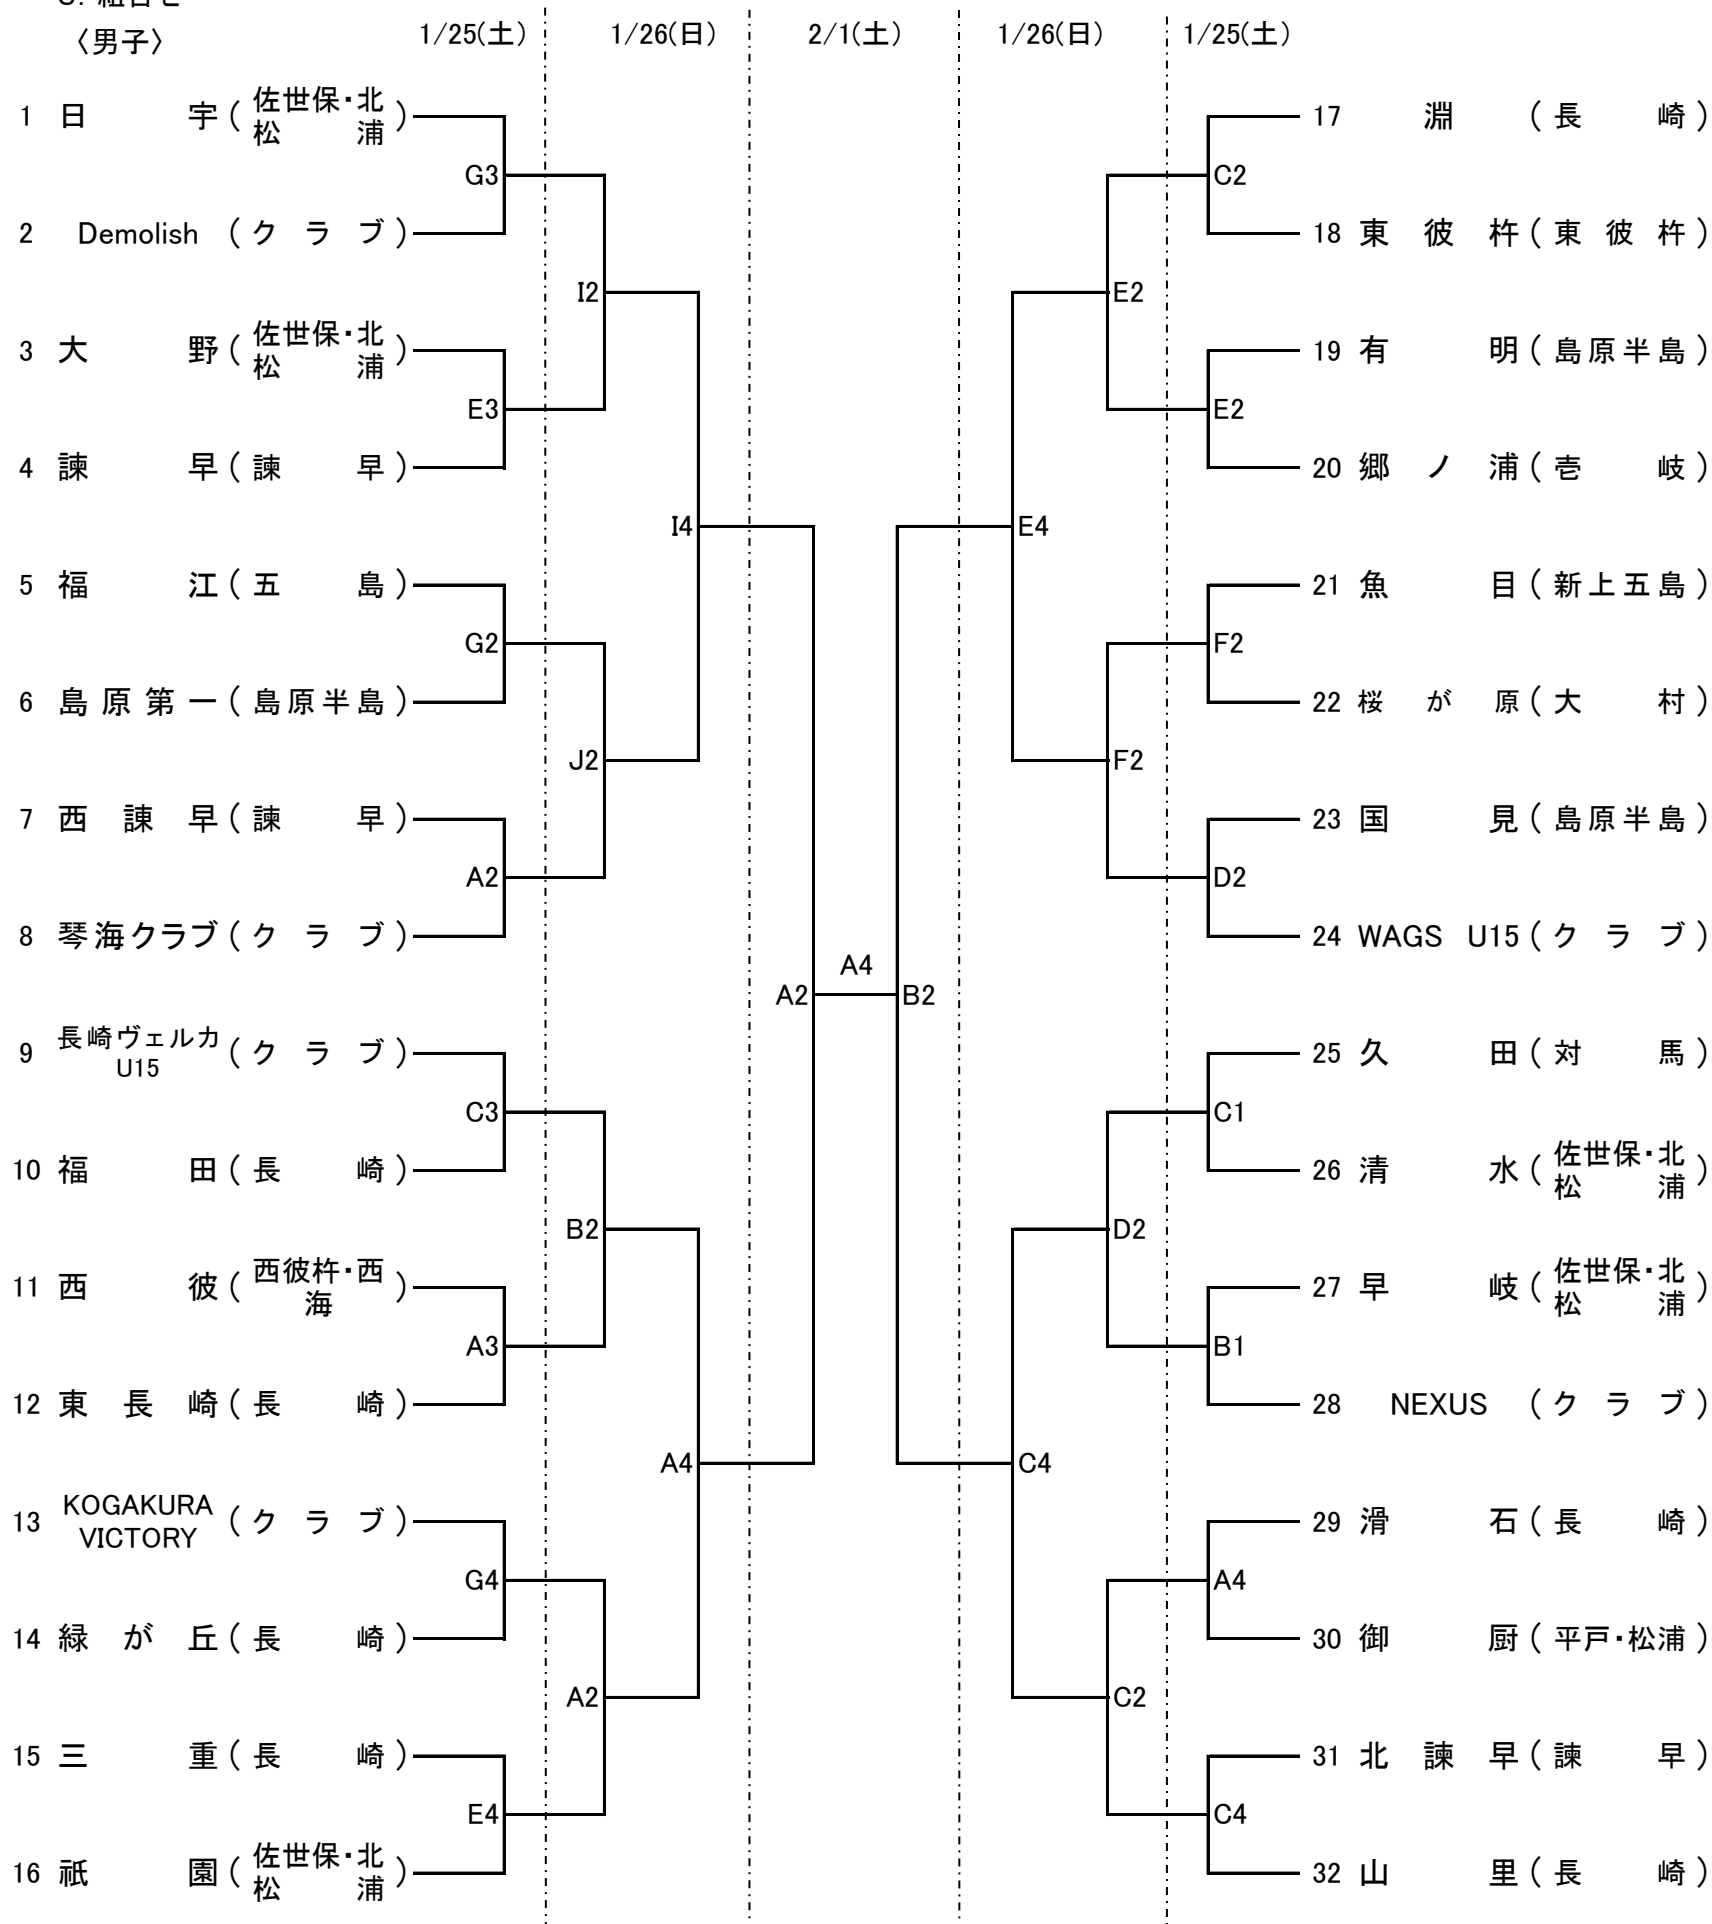 〈男子〉
1/25(土) 1/26(日) 2/1(土) 1/26(日) 1/25(土)
1 日宇(佐世保・北松浦)
G3
2 Demolish (クラブ)
I2
3 大野(佐世保・北松浦)
E3
4 諫早(諫早)
I4
5 福江(五島)
G2
6 島原第一(島原半島)
J2
7 西諌早(諫早)
A2
8 琴海クラブ(クラブ)
A2
A4
B2
9 長崎ヴェルカU15(クラブ)
C3
10 福田(長崎)
B2
11 西彼(西彼杵・西海)
A3
12 東長崎(長崎)
A4
13 KOGAKURA VICTORY (クラブ)
G4
14 緑が丘(長崎)
A2
15 三重(長崎)
E4
16 祇園(佐世保・北松浦)
17 淵(長崎)
C2
18 東彼杵(東彼杵)
E2
19 有明(島原半島)
E2
20 郷ノ浦(壱岐)
E4
21 魚目(新上五島)
F2
22 桜が原(大村)
F2
23 国見(島原半島)
D2
24 WAGS U15(クラブ)
25 久田(対馬)
C1
26 清水(佐世保・北松浦)
D2
27 早岐(佐世保・北松浦)
B1
28 NEXUS (クラブ)
C4
29 滑石(長崎)
A4
30 御厨(平戸・松浦)
C2
31 北諫早(諫早)
C4
32 山里(長崎)